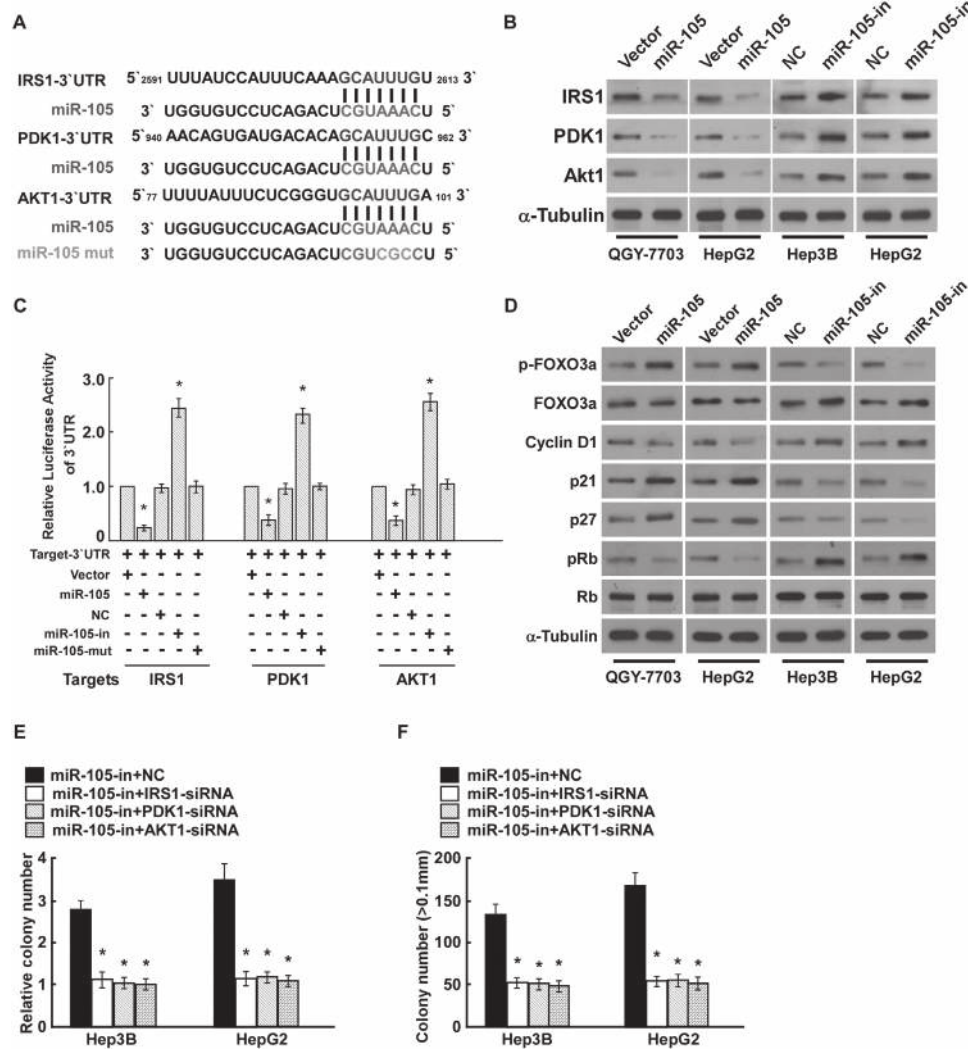 A
IRS1-3`UTR 5`2591 UUUAUCCAUUUCAAAGCAUUUGU 2613 3`
miR-105 3` UGGUGUCCUCAGACUCGUAAACU 5`
PDK1-3`UTR 5`940 AACAGUGAUGACACAGCAUUUGC 962 3`
miR-105 3` UGGUGUCCUCAGACUCGUAAACU 5`
AKT1-3`UTR 5`77 UUUUAUUUCUCGGGUGCAUUUGA 101 3`
miR-105 3` UGGUGUCCUCAGACUCGUAAACU 5`
miR-105 mut 3` UGGUGUCCUCAGACUCGUCGCCU 5`
B
Vector miR-105 Vector miR-105 NC miR-105-in NC miR-105-in
IRS1
PDK1
Akt1
α-Tubulin
QGY-7703 HepG2 Hep3B HepG2
C
Relative Luciferase Activity
of 3`UTR
3.0
2.0
1.0
0
* * * * * *
Target-3`UTR + + + + + + + + + + + + + + +
Vector + - - - - + - - - - + - - - -
miR-105 - + - - - - + - - - - + - - -
NC - - + - - - - + - - - - + - -
miR-105-in - - - + - - - - + - - - - + -
miR-105-mut - - - - + - - - - + - - - - +
Targets IRS1 PDK1 AKT1
D
Vector miR-105 Vector miR-105 NC miR-105-in NC miR-105-in
p-FOXO3a
FOXO3a
Cyclin D1
p21
p27
pRb
Rb
α-Tubulin
QGY-7703 HepG2 Hep3B HepG2
E
miR-105-in+NC
miR-105-in+IRS1-siRNA
miR-105-in+PDK1-siRNA
miR-105-in+AKT1-siRNA
Relative colony number
4
3
2
1
0
* * * * * *
Hep3B HepG2
F
miR-105-in+NC
miR-105-in+IRS1-siRNA
miR-105-in+PDK1-siRNA
miR-105-in+AKT1-siRNA
Colony number (>0.1mm)
200
150
100
50
0
* * * * * *
Hep3B HepG2